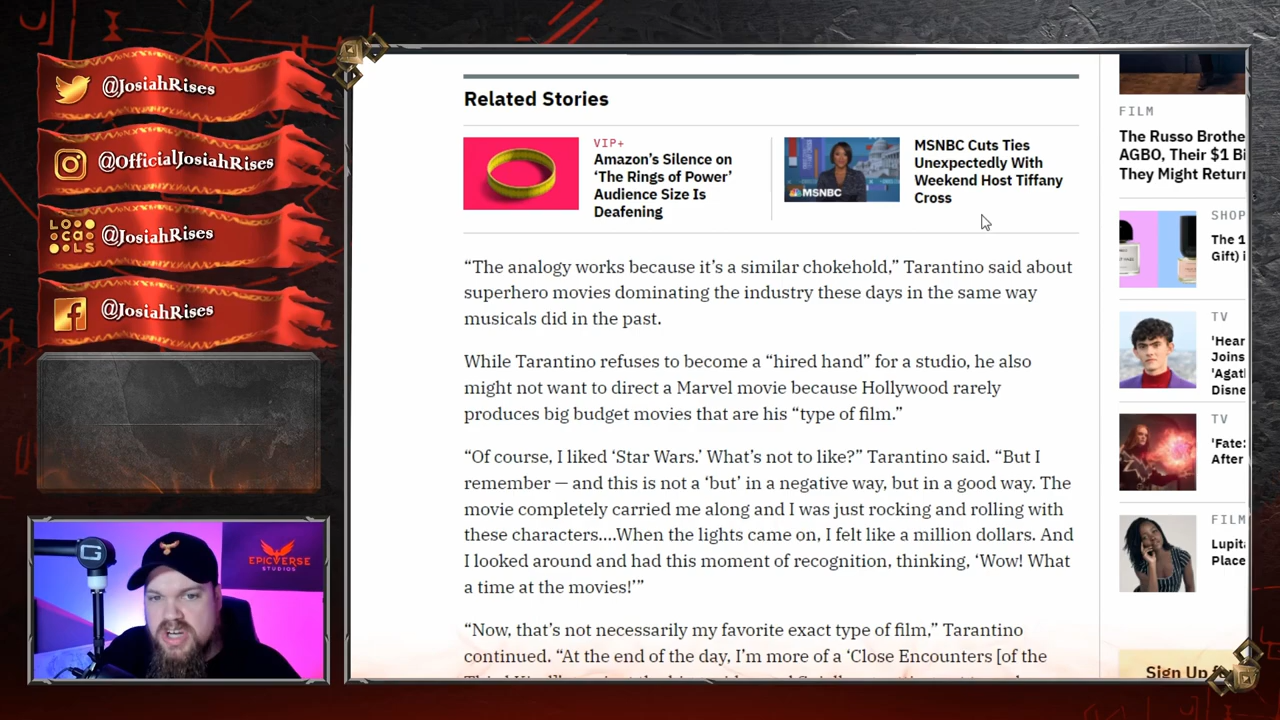 @JosiahRises
@OfficialJosiahRises
LOCALS
@JosiahRises
@JosiahRises
G
EPICVERSE
STUDIOS
Related Stories
VIP+
Amazon’s Silence on
‘The Rings of Power’
Audience Size Is
Deafening
MSNBC
MSNBC Cuts Ties
Unexpectedly With
Weekend Host Tiffany
Cross
“The analogy works because it’s a similar chokehold,” Tarantino said about
superhero movies dominating the industry these days in the same way
musicals did in the past.
While Tarantino refuses to become a “hired hand” for a studio, he also
might not want to direct a Marvel movie because Hollywood rarely
produces big budget movies that are his “type of film.”
“Of course, I liked ‘Star Wars.’ What’s not to like?” Tarantino said. “But I
remember — and this is not a ‘but’ in a negative way, but in a good way. The
movie completely carried me along and I was just rocking and rolling with
these characters….When the lights came on, I felt like a million dollars. And
I looked around and had this moment of recognition, thinking, ‘Wow! What
a time at the movies!’”
“Now, that’s not necessarily my favorite exact type of film,” Tarantino
continued. “At the end of the day, I’m more of a ‘Close Encounters [of the
FILM
The Russo Brothe
AGBO, Their $1 Bi
They Might Return
SHOP
The 1
Gift) i
TV
'Hear
Joins
'Agat
Disne
TV
'Fate:
After
FILM
Lupit
Place
Sign Up